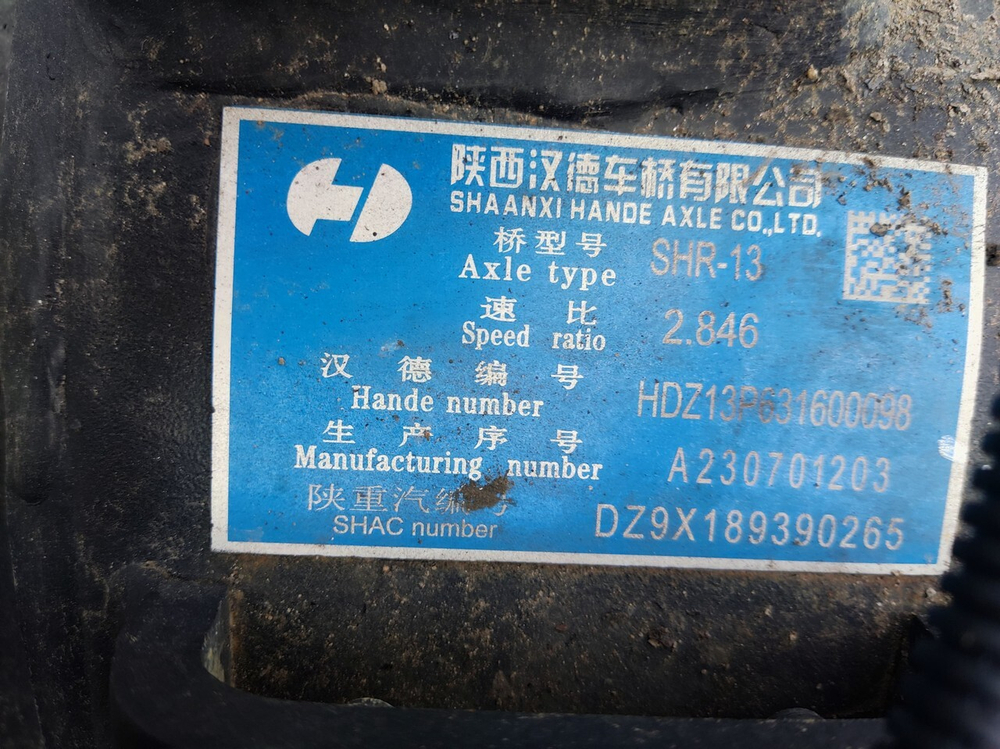 陕西汉德车桥有限公司
SHAANXI HANDE AXLE CO.,LTD.
桥型号
Axle type SHR-13
速比
Speed ratio 2.846
汉德编号
Hande number HDZ13P631600098
生产序号
Manufacturing number A230701203
陕重汽编号
SHAC number DZ9X189390265